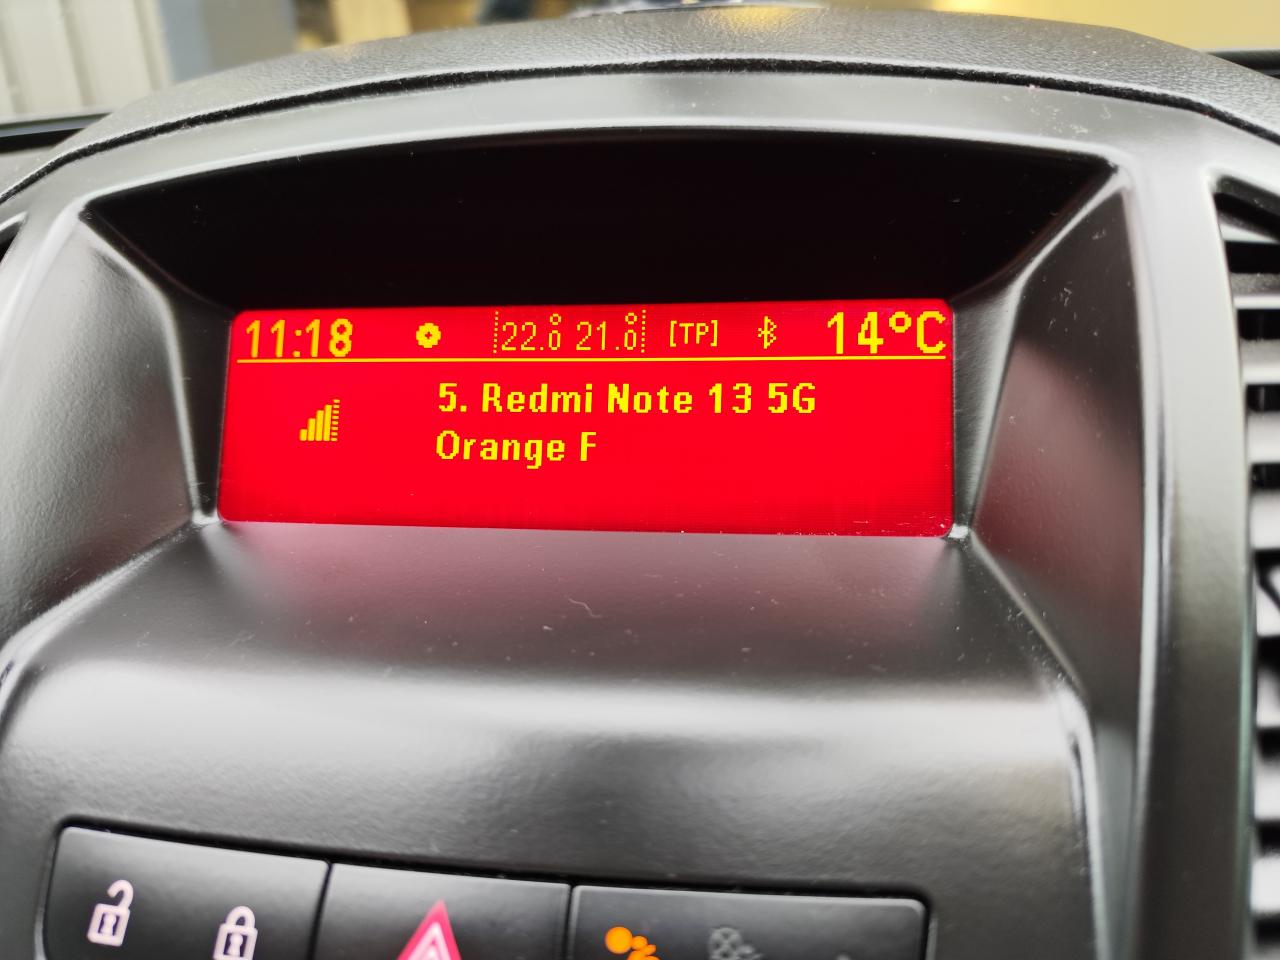 11:18 22.0° 21.0° [TP] 14°C
5. Redmi Note 13 5G
Orange F